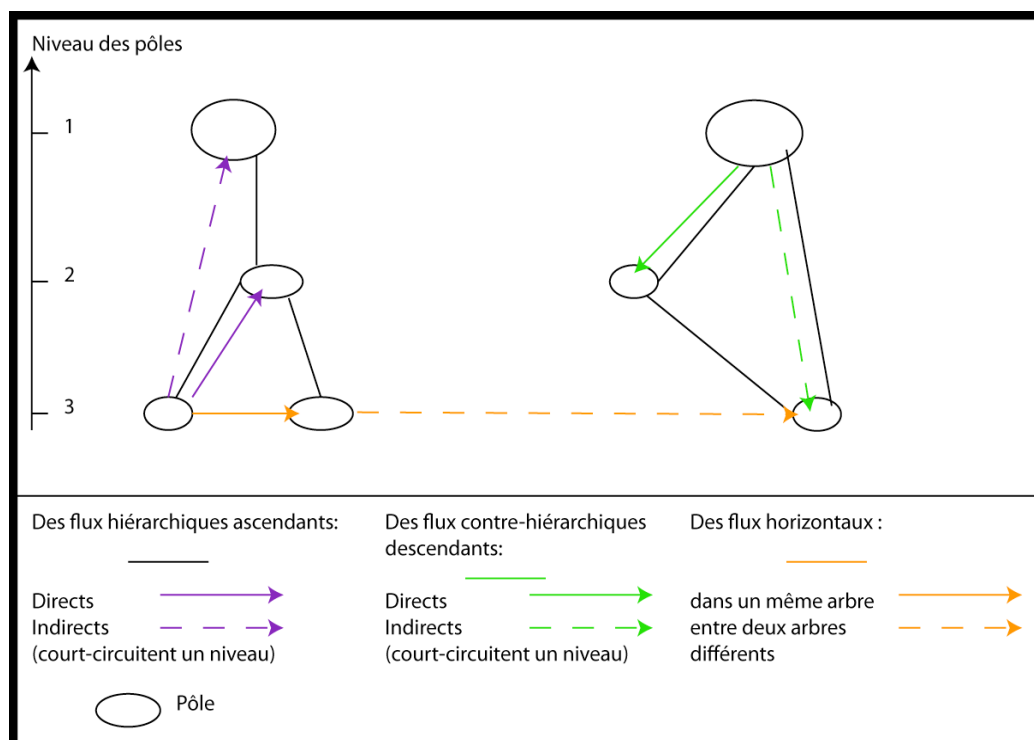 Niveau des pôles
1
2
3
Des flux hiérarchiques ascendants:
Directs
Indirects
(court-circuitent un niveau)
Pôle
Des flux contre-hiérarchiques
descendants:
Directs
Indirects
(court-circuitent un niveau)
Des flux horizontaux :
dans un même arbre
entre deux arbres
différents